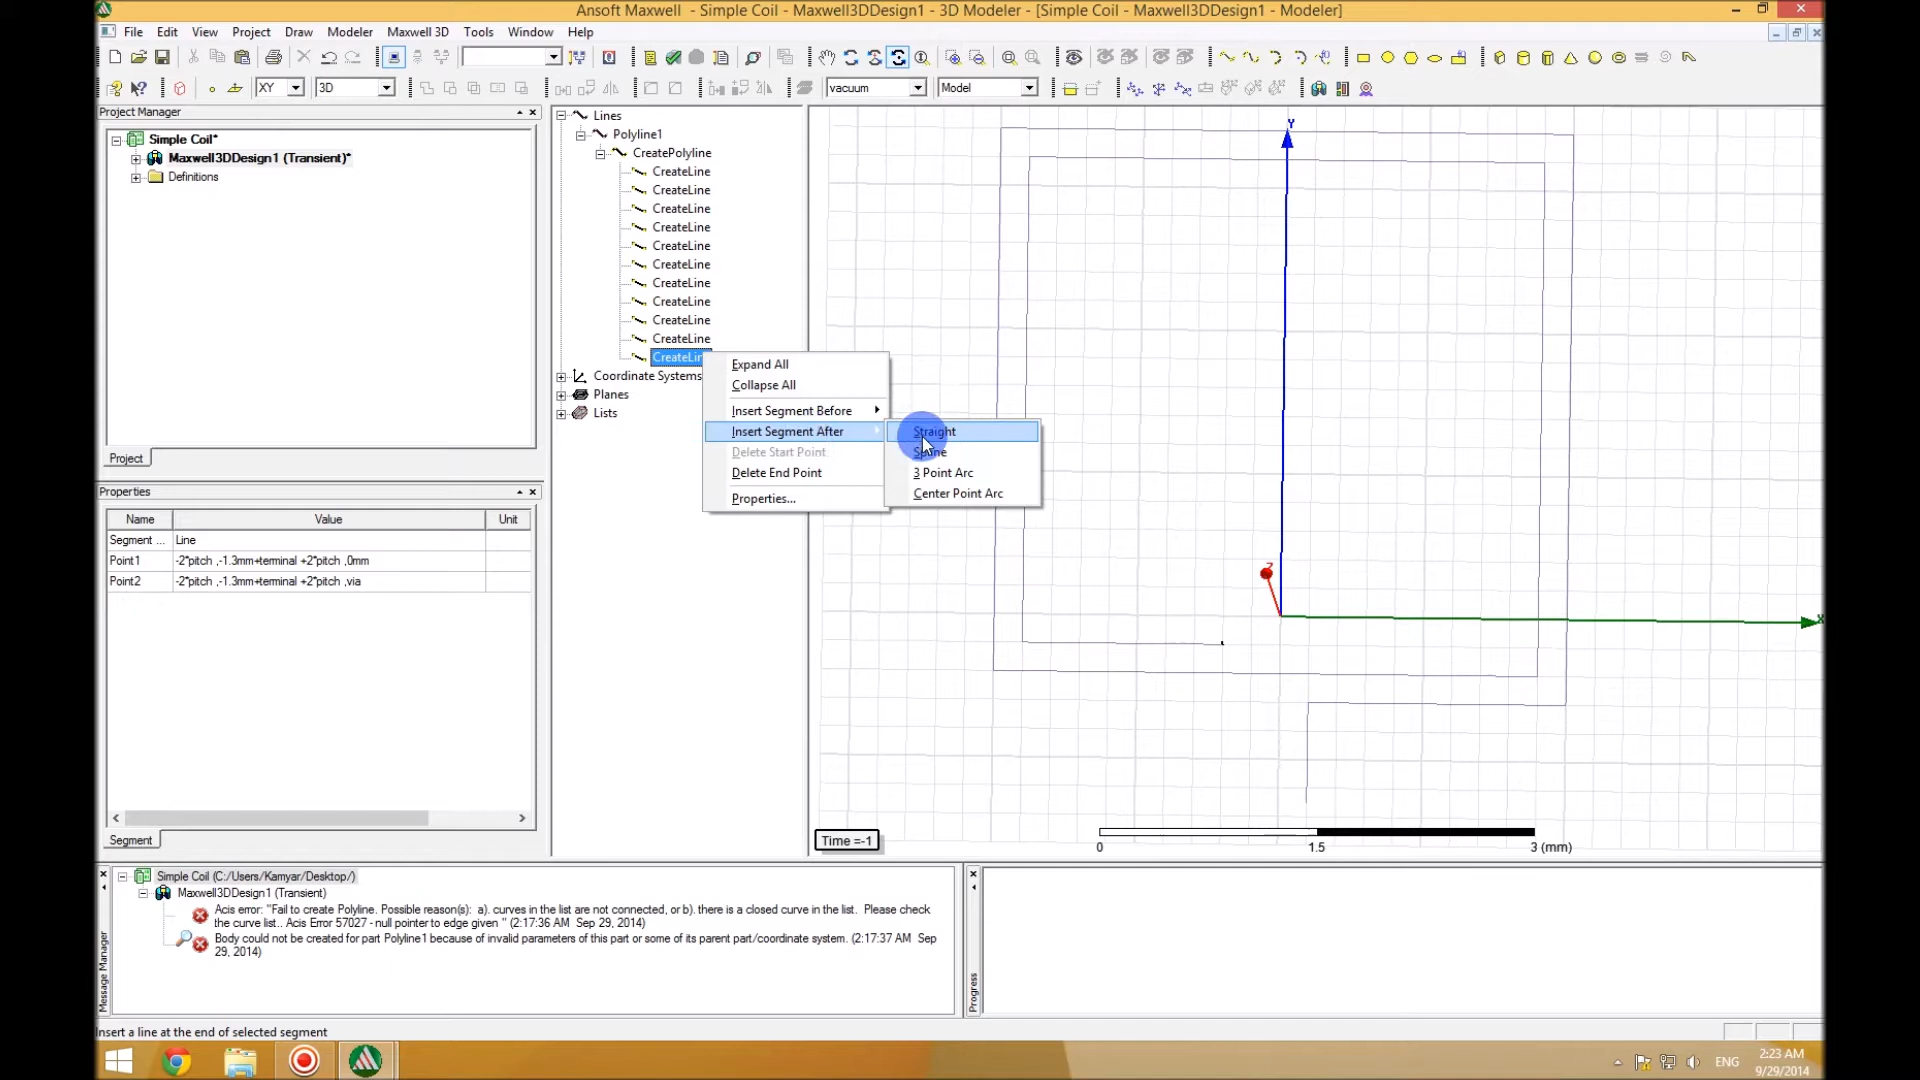 Ansoft Maxwell - Simple Coil - Maxwell3DDesign1 - 3D Modeler - [Simple Coil - Maxwell3DDesign1 - Modeler]
File Edit View Project Draw Modeler Maxwell 3D Tools Window Help
XY 3D vacuum Model
Project Manager
Simple Coil*
Maxwell3DDesign1 (Transient)*
Definitions
Project
Lines
Polyline1
CreatePolyline
CreateLine
CreateLine
CreateLine
CreateLine
CreateLine
CreateLine
CreateLine
CreateLine
CreateLine
CreateLine
CreateLin
Coordinate Systems
Planes
Lists
Expand All
Collapse All
Insert Segment Before
Insert Segment After
Delete Start Point
Delete End Point
Properties...
Straight
3 Point Arc
Center Point Arc
Properties
Name Value Unit
Segment ... Line
Point1 -2*pitch ,-1.3mm+terminal +2*pitch ,0mm
Point2 -2*pitch ,-1.3mm+terminal +2*pitch ,via
Segment
Y
Z
X
Time =-1
0 1.5 3 (mm)
Message Manager
Simple Coil (C:/Users/Kamyar/Desktop/)
Maxwell3DDesign1 (Transient)
Acis error: "Fail to create Polyline. Possible reason(s): a). curves in the list are not connected, or b). there is a closed curve in the list. Please check
the curve list.. Acis Error 57027 - null pointer to edge given " (2:17:36 AM Sep 29, 2014)
Body could not be created for part Polyline1 because of invalid parameters of this part or some of its parent part/coordinate system. (2:17:37 AM Sep
29, 2014)
Progress
Insert a line at the end of selected segment
ENG
2:23 AM
9/29/2014